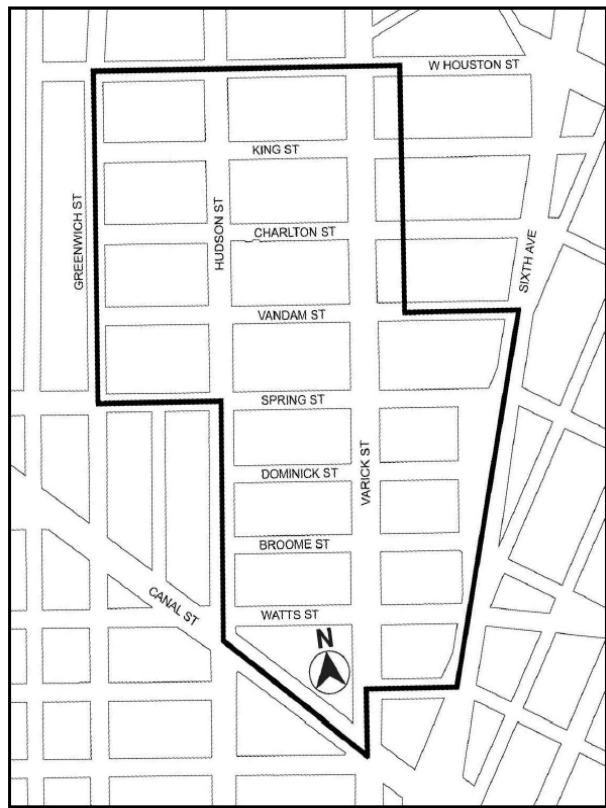 W HOUSTON ST
KING ST
GREENWICH ST
HUDSON ST
CHARLTON ST
SIXTH AVE
VANDAM ST
SPRING ST
VARICK ST
DOMINICK ST
BROOME ST
CANAL ST
WATTS ST
N